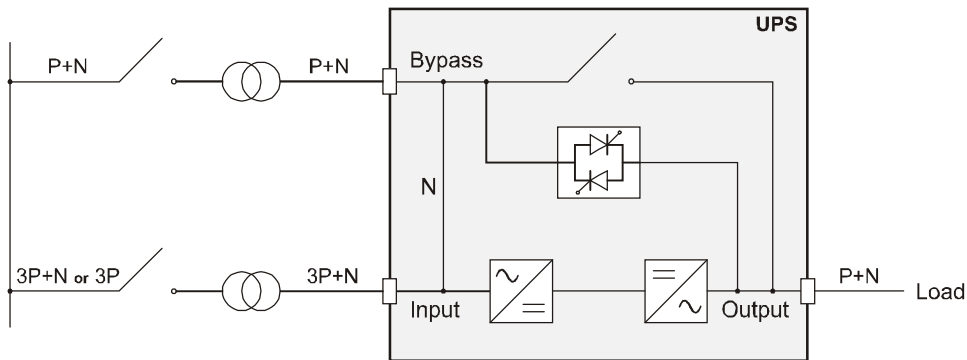 UPS
P+N
P+N
Bypass
N
3P+N or 3P
3P+N
Input
Output
P+N
Load